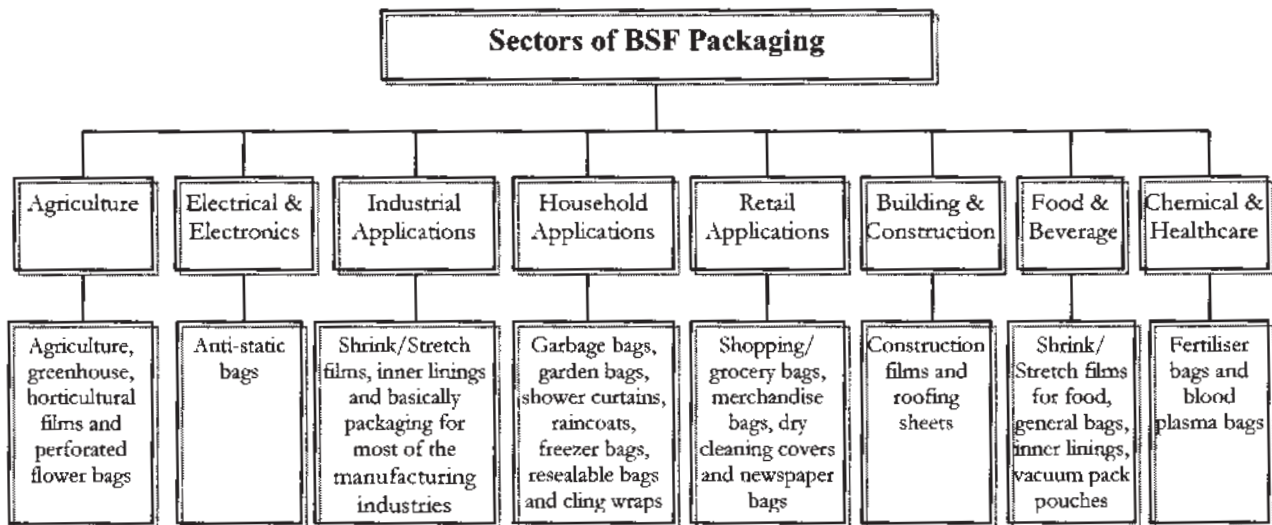 Sectors of BSF Packaging
Agriculture
Electrical &
Electronics
Industrial
Applications
Household
Applications
Retail
Applications
Building &
Construction
Food &
Beverage
Chemical &
Healthcare
Agriculture,
greenhouse,
horticultural
films and
perforated
flower bags
Anti-static
bags
Shrink/Stretch
films, inner linings
and basically
packaging for
most of the
manufacturing
industries
Garbage bags,
garden bags,
shower curtains,
raincoats,
freezer bags,
resealable bags
and cling wraps
Shopping/
grocery bags,
merchandise
bags, dry
cleaning covers
and newspaper
bags
Construction
films and
roofing
sheets
Shrink/
Stretch films
for food,
general bags,
inner linings,
vacuum pack
pouches
Fertiliser
bags and
blood
plasma bags